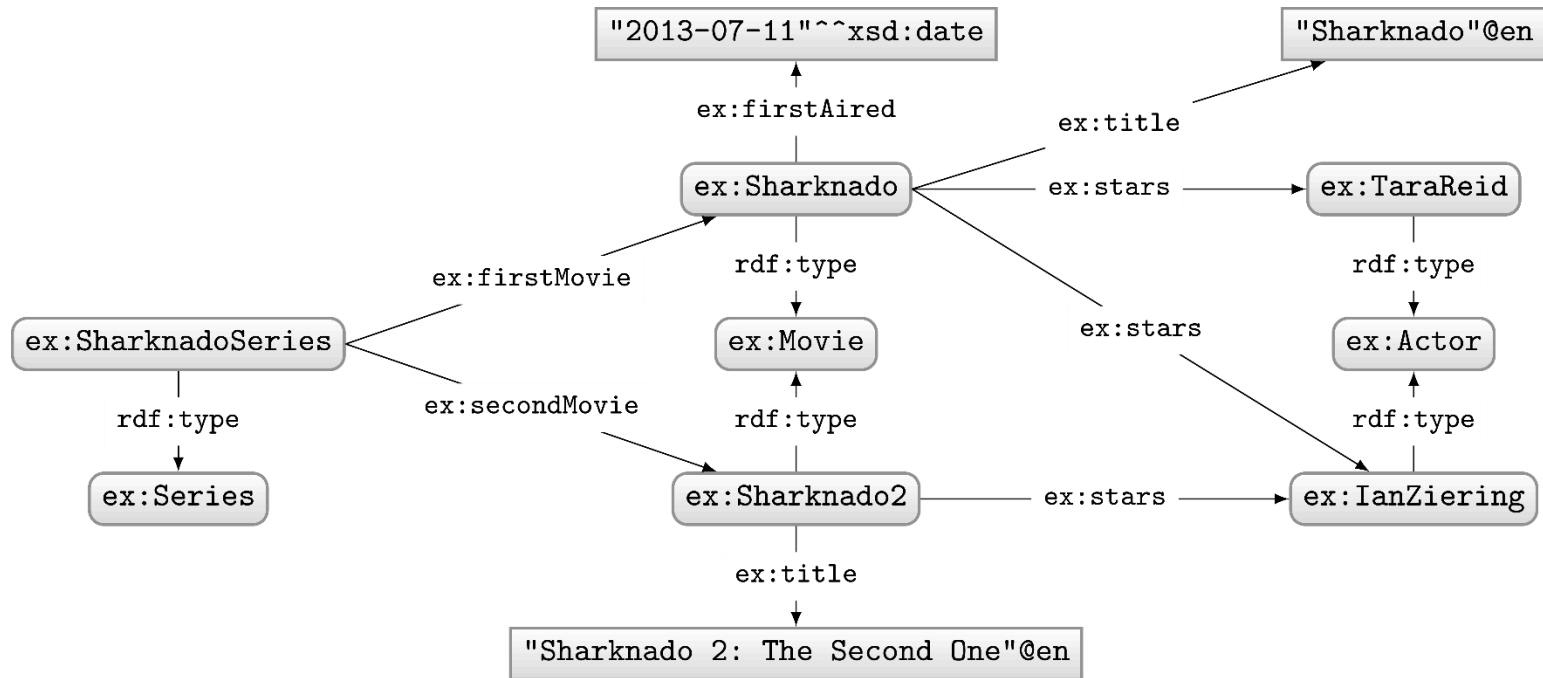 "2013-07-11"^^xsd:date
"Sharknado"@en
ex:firstAired
ex:title
ex:Sharknado
ex:stars
ex:TaraReid
rdf:type
rdf:type
ex:firstMovie
ex:stars
ex:SharknadoSeries
ex:Movie
ex:Actor
ex:secondMovie
rdf:type
rdf:type
rdf:type
ex:Series
ex:Sharknado2
ex:stars
ex:IanZiering
ex:title
"Sharknado 2: The Second One"@en